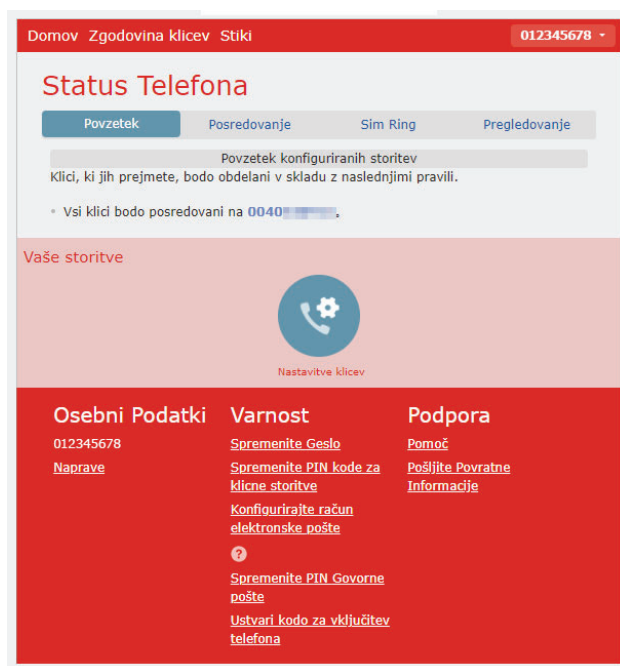 Domov Zgodovina klicev Stiki 012345678
Status Telefona
Povzetek Posredovanje Sim Ring Pregledovanje
Povzetek konfiguriranih storitev
Klici, ki jih prejmete, bodo obdelani v skladu z naslednjimi pravili.
Vsi klici bodo posredovani na 0040
Vaše storitve
Nastavitve klicev
Osebni Podatki
012345678
Naprave
Varnost
Spremenite Geslo
Spremenite PIN kode za
klicne storitve
Konfigurirajte račun
elektronske pošte
?
Spremenite PIN Govorne
pošte
Ustvari kodo za vključitev
telefona
Podpora
Pomoč
Pošljite Povratne
Informacije